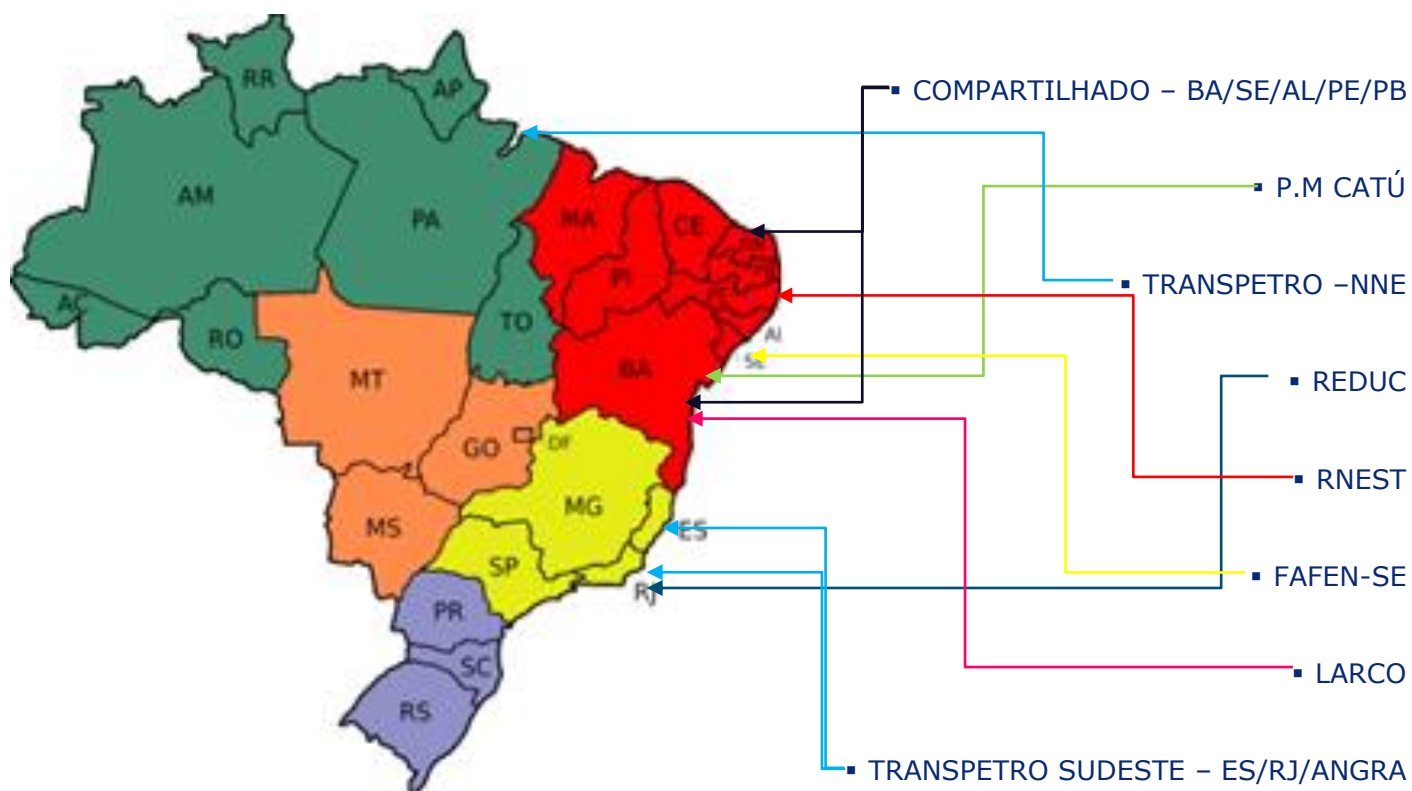 RR
AP
▪ COMPARTILHADO – BA/SE/AL/PE/PB
AM
PA
MA
CE
▪ P.M CATÚ
PI
▪ TRANSPETRO –NNE
AC
RO
TO
BA
Al
SE
MT
▪ REDUC
GO
DF
▪ RNEST
MG
MS
ES
SP
RJ
▪ FAFEN-SE
PR
SC
▪ LARCO
RS
▪ TRANSPETRO SUDESTE – ES/RJ/ANGRA